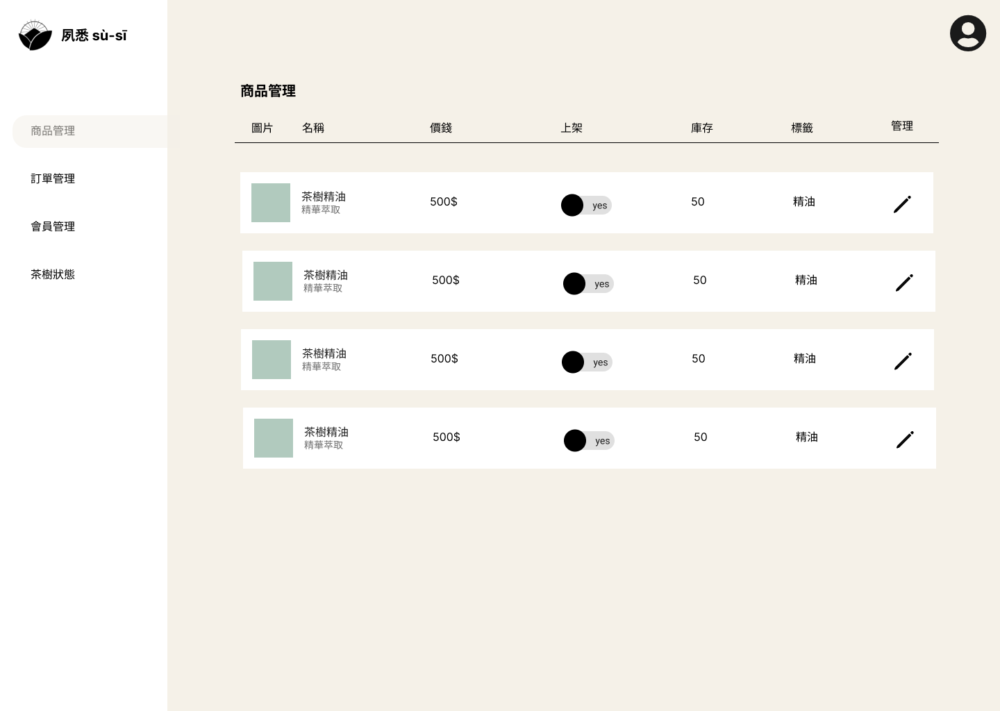 夙悉 sù-sī
商品管理
訂單管理
會員管理
茶樹狀態
商品管理
圖片 名稱 價錢 上架 庫存 標籤 管理
茶樹精油 500$ yes 50 精油
精華萃取
茶樹精油 500$ yes 50 精油
精華萃取
茶樹精油 500$ yes 50 精油
精華萃取
茶樹精油 500$ yes 50 精油
精華萃取